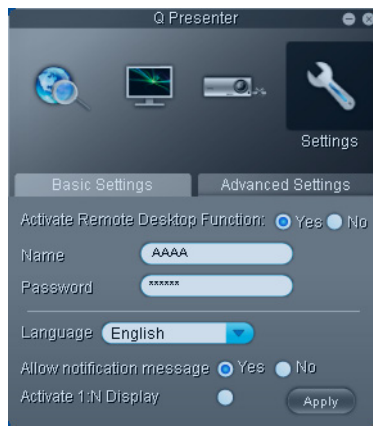 Q Presenter
Settings
Basic Settings Advanced Settings
Activate Remote Desktop Function: Yes No
Name AAAA
Password ******
Language English
Allow notification message Yes No
Activate 1:N Display Apply